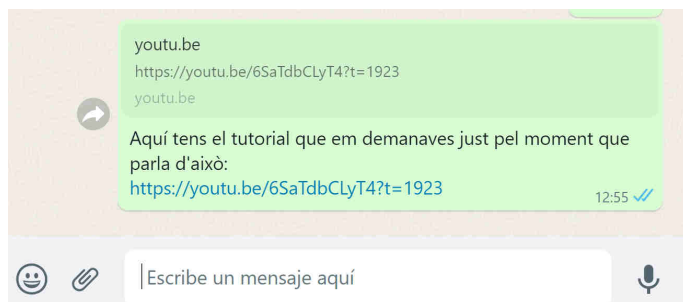 youtu.be
https://youtu.be/6SaTdbCLyT4?t=1923
youtu.be
Aquí tens el tutorial que em demanaves just pel moment que
parla d'això:
https://youtu.be/6SaTdbCLyT4?t=1923
12:55
Escribe un mensaje aquí